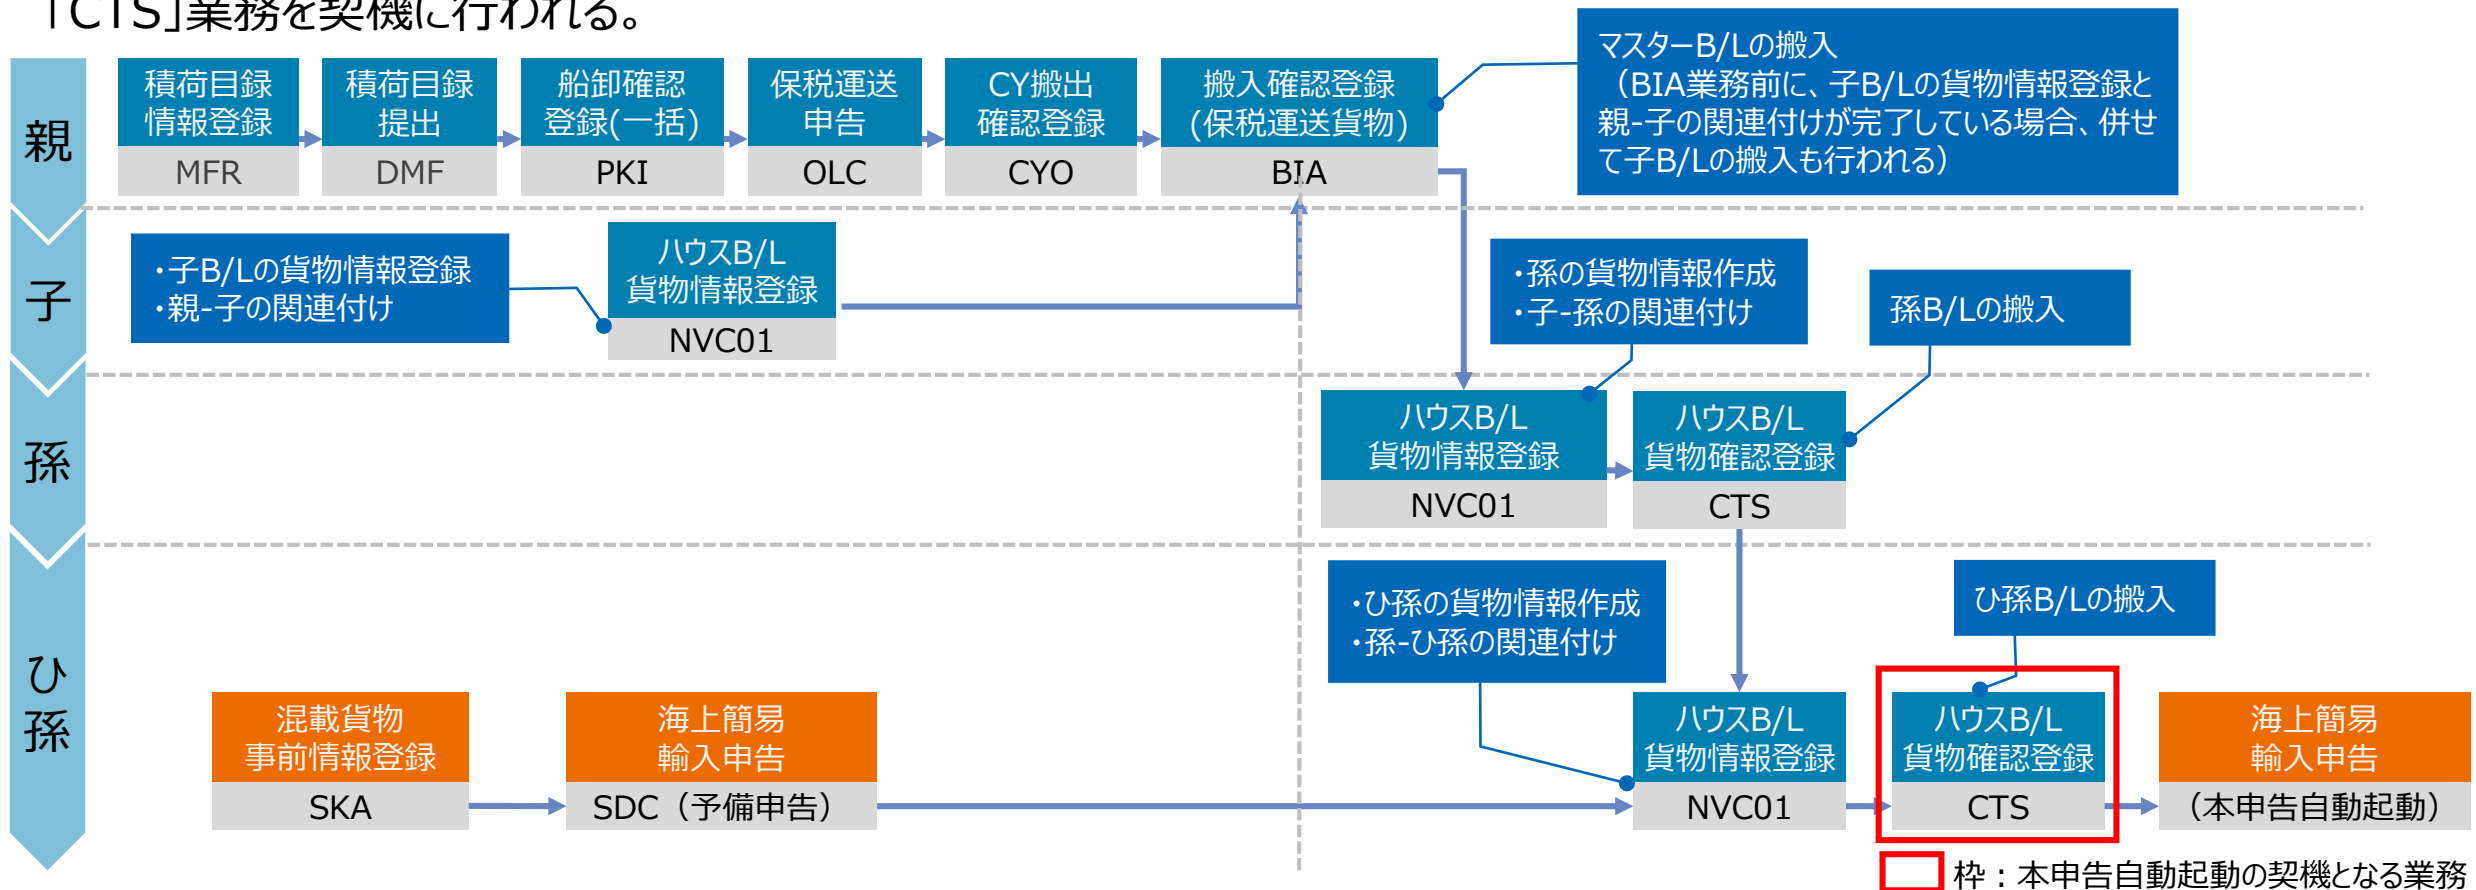 「CTS」業務を契機に行われる。
親
積荷目録
情報登録
MFR
積荷目録
提出
DMF
船卸確認
登録(一括)
PKI
保税運送
申告
OLC
CY搬出
確認登録
CYO
搬入確認登録
(保税運送貨物)
BIA
マスターB/Lの搬入
（BIA業務前に、子B/Lの貨物情報登録と
親-子の関連付けが完了している場合、併せ
て子B/Lの搬入も行われる）
子
・子B/Lの貨物情報登録
・親-子の関連付け
ハウスB/L
貨物情報登録
NVC01
・孫の貨物情報作成
・子-孫の関連付け
孫B/Lの搬入
孫
ハウスB/L
貨物情報登録
NVC01
ハウスB/L
貨物確認登録
CTS
ひ
孫
・ひ孫の貨物情報作成
・孫-ひ孫の関連付け
ひ孫B/Lの搬入
混載貨物
事前情報登録
SKA
海上簡易
輸入申告
SDC（予備申告）
ハウスB/L
貨物情報登録
NVC01
ハウスB/L
貨物確認登録
CTS
海上簡易
輸入申告
（本申告自動起動）
枠：本申告自動起動の契機となる業務